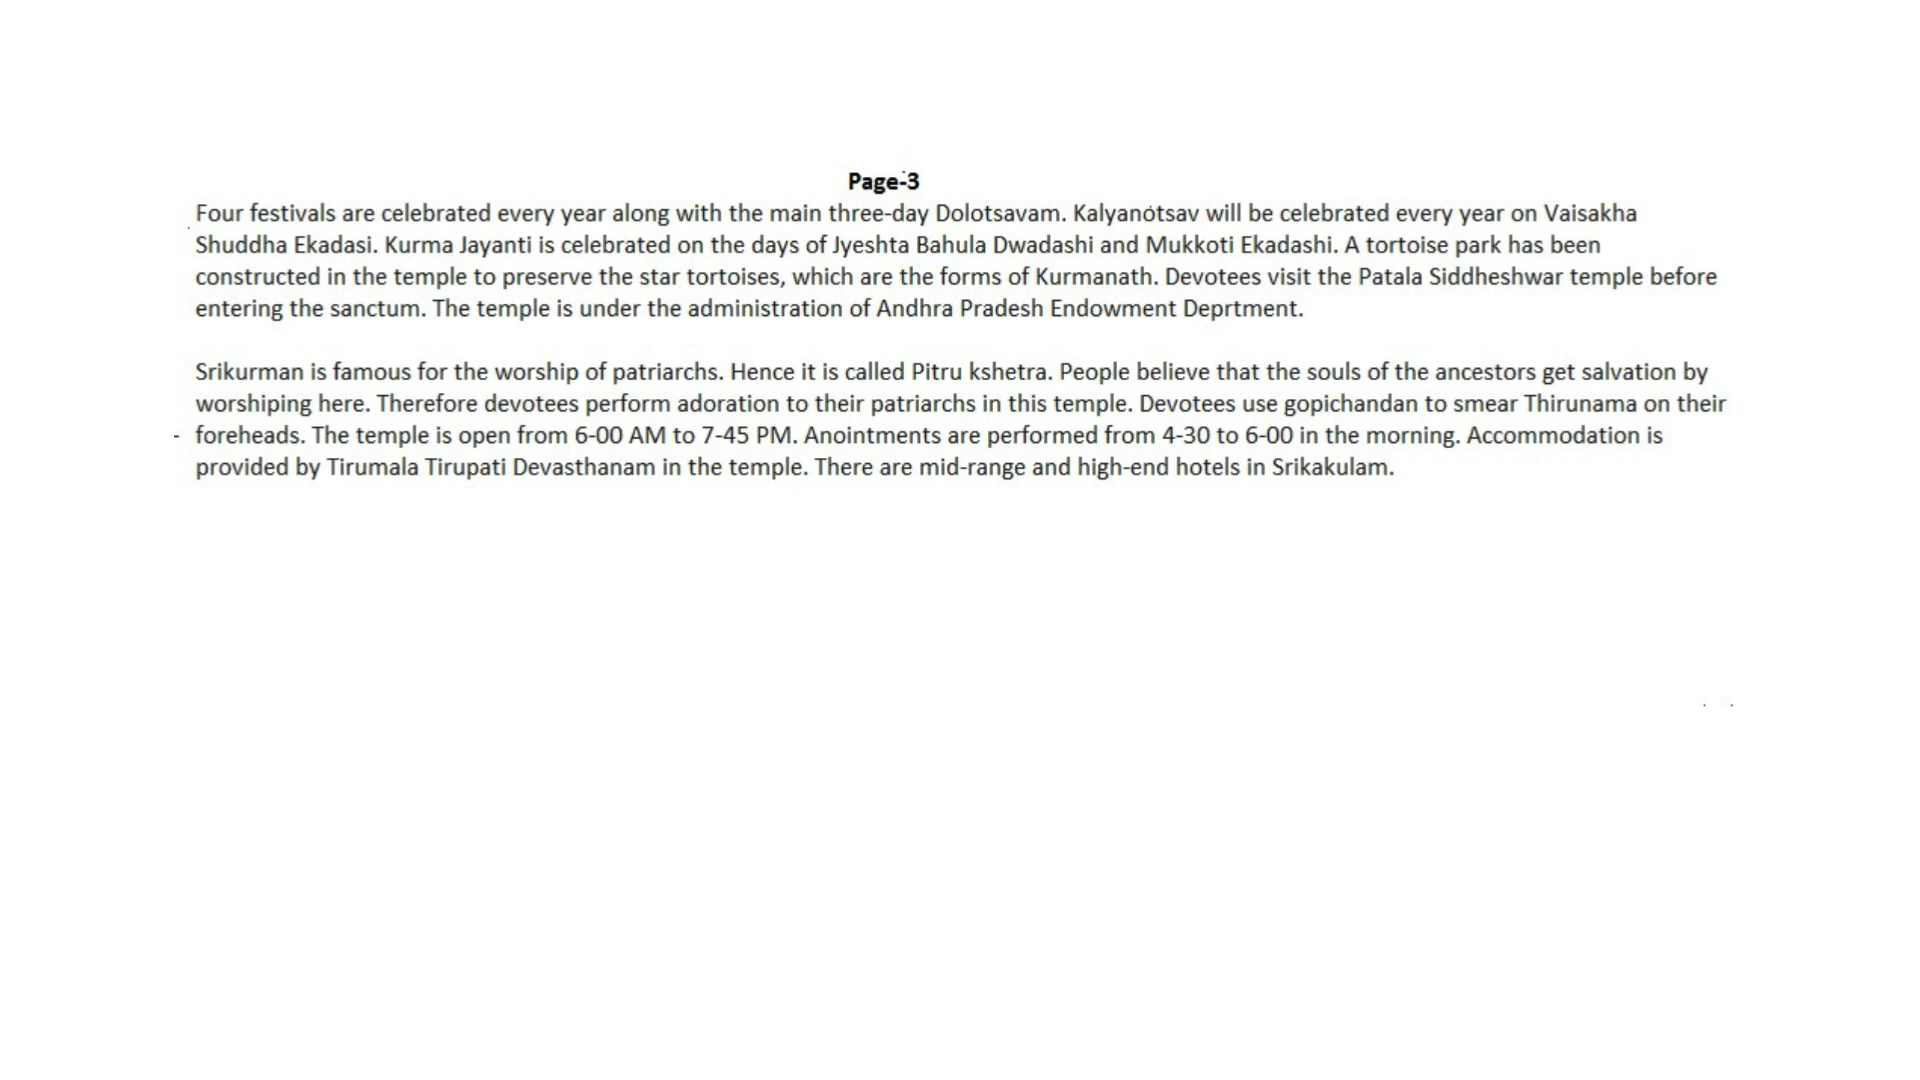 Page-3
Four festivals are celebrated every year along with the main three-day Dolotsavam. Kalyanotsav will be celebrated every year on Vaisakha
Shuddha Ekadasi. Kurma Jayanti is celebrated on the days of Jyeshta Bahula Dwadashi and Mukkoti Ekadashi. A tortoise park has been
constructed in the temple to preserve the star tortoises, which are the forms of Kurmanath. Devotees visit the Patala Siddheshwar temple before
entering the sanctum. The temple is under the administration of Andhra Pradesh Endowment Deprtment.
Srikurman is famous for the worship of patriarchs. Hence it is called Pitru kshetra. People believe that the souls of the ancestors get salvation by
worshiping here. Therefore devotees perform adoration to their patriarchs in this temple. Devotees use gopichandan to smear Thirunama on their
foreheads. The temple is open from 6-00 AM to 7-45 PM. Anointments are performed from 4-30 to 6-00 in the morning. Accommodation is
provided by Tirumala Tirupati Devasthanam in the temple. There are mid-range and high-end hotels in Srikakulam.